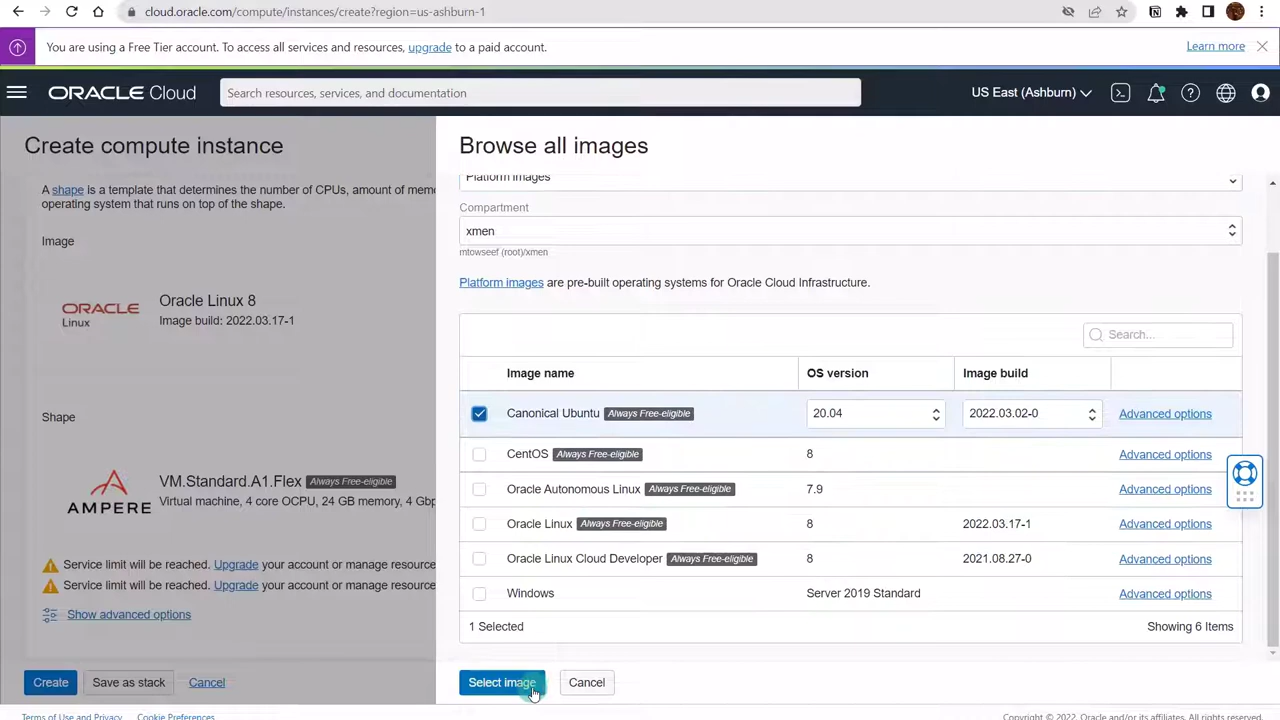 cloud.oracle.com/compute/instances/create?region=us-ashburn-1
You are using a Free Tier account. To access all services and resources, upgrade to a paid account.
Learn more
ORACLE Cloud
Search resources, services, and documentation
US East (Ashburn)
Create compute instance
A shape is a template that determines the number of CPUs, amount of mem
operating system that runs on top of the shape.
Image
ORACLE
Linux
Oracle Linux 8
Image build: 2022.03.17-1
Shape
AMPERE
VM.Standard.A1.Flex Always Free-eligible
Virtual machine, 4 core OCPU, 24 GB memory, 4 Gbp
Service limit will be reached. Upgrade your account or manage resource
Service limit will be reached. Upgrade your account or manage resource
Show advanced options
Create Save as stack Cancel
Browse all images
Platform images
Compartment
xmen
mtowseef (root)/xmen
Platform images are pre-built operating systems for Oracle Cloud Infrastructure.
Search...
Image name OS version Image build
Canonical Ubuntu Always Free-eligible 20.04 2022.03.02-0 Advanced options
CentOS Always Free-eligible 8 Advanced options
Oracle Autonomous Linux Always Free-eligible 7.9 Advanced options
Oracle Linux Always Free-eligible 8 2022.03.17-1 Advanced options
Oracle Linux Cloud Developer Always Free-eligible 8 2021.08.27-0 Advanced options
Windows Server 2019 Standard Advanced options
1 Selected Showing 6 Items
Select image Cancel
Terms of Use and Privacy Cookie Preferences
Copyright © 2022, Oracle and/or its affiliates. All rights reserved.